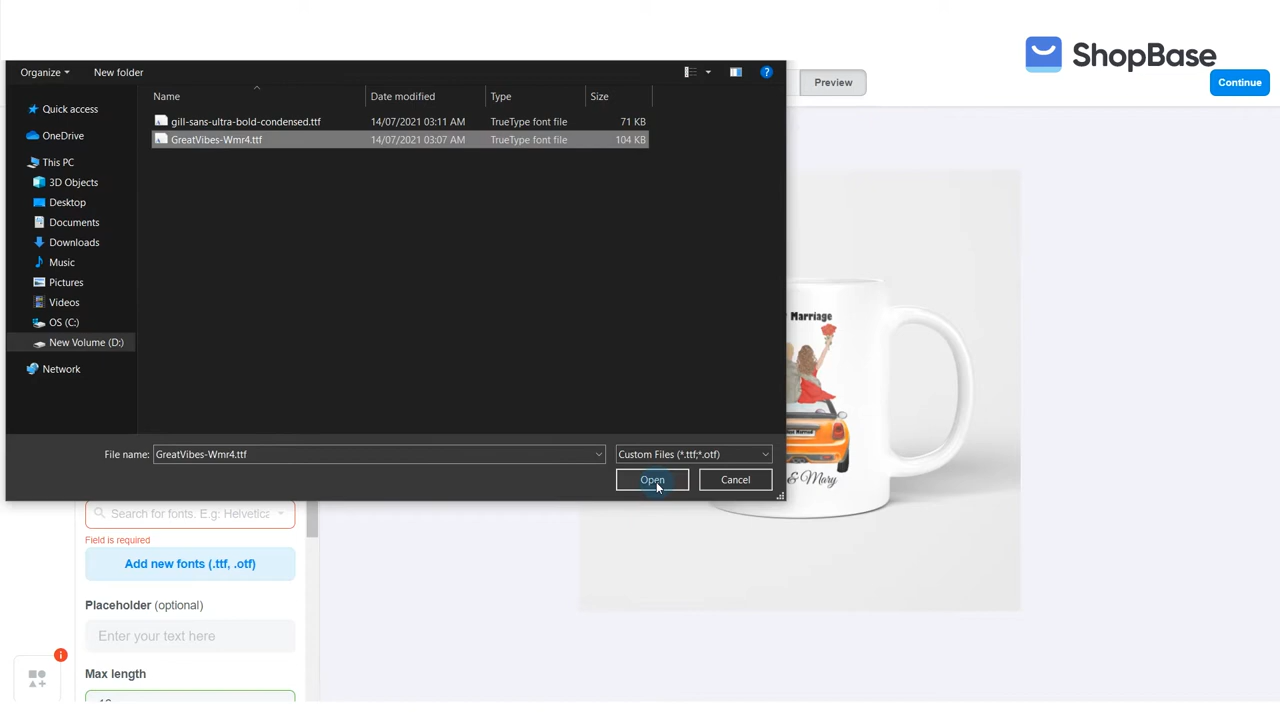 ShopBase
Organize
New folder
?
Preview
Continue
Name
Date modified
Type
Size
Quick access
gill-sans-ultra-bold-condensed.ttf
14/07/2021 03:11 AM
TrueType font file
71 KB
OneDrive
GreatVibes-Wmr4.ttf
14/07/2021 03:07 AM
TrueType font file
104 KB
This PC
3D Objects
Desktop
Documents
Downloads
Music
Pictures
Videos
OS (C:)
New Volume (D:)
Network
Marriage
& Mary
File name:
GreatVibes-Wmr4.ttf
Custom Files (*.ttf;*.otf)
Open
Cancel
Search for fonts. E.g: Helvetica
Field is required
Add new fonts (.ttf, .otf)
Placeholder (optional)
Enter your text here
Max length